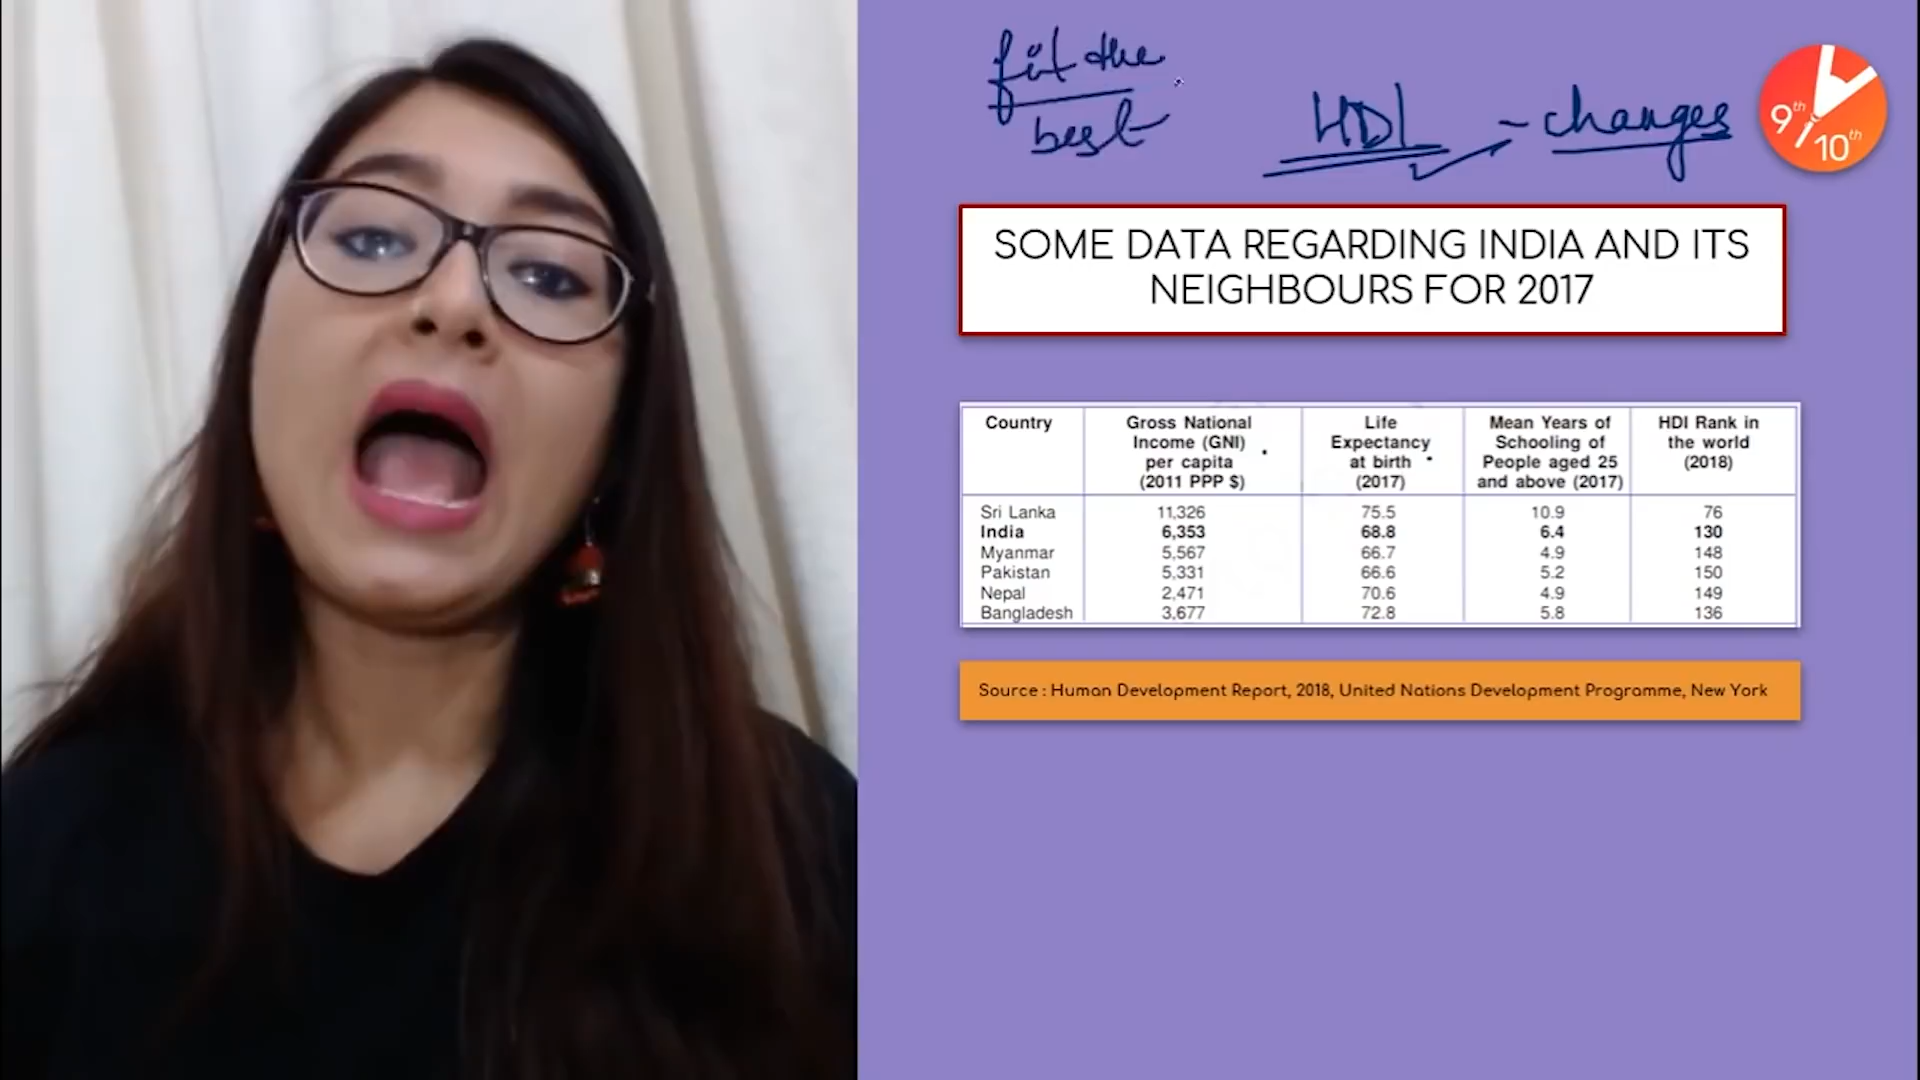 fit the
best
HDI - changes
9th
10th
SOME DATA REGARDING INDIA AND ITS
NEIGHBOURS FOR 2017
Country Gross National Income (GNI) per capita (2011 PPP $) Life Expectancy at birth (2017) Mean Years of Schooling of People aged 25 and above (2017) HDI Rank in the world (2018)
Sri Lanka 11,326 75.5 10.9 76
India 6,353 68.8 6.4 130
Myanmar 5,567 66.7 4.9 148
Pakistan 5,331 66.6 5.2 150
Nepal 2,471 70.6 4.9 149
Bangladesh 3,677 72.8 5.8 136
Source : Human Development Report, 2018, United Nations Development Programme, New York